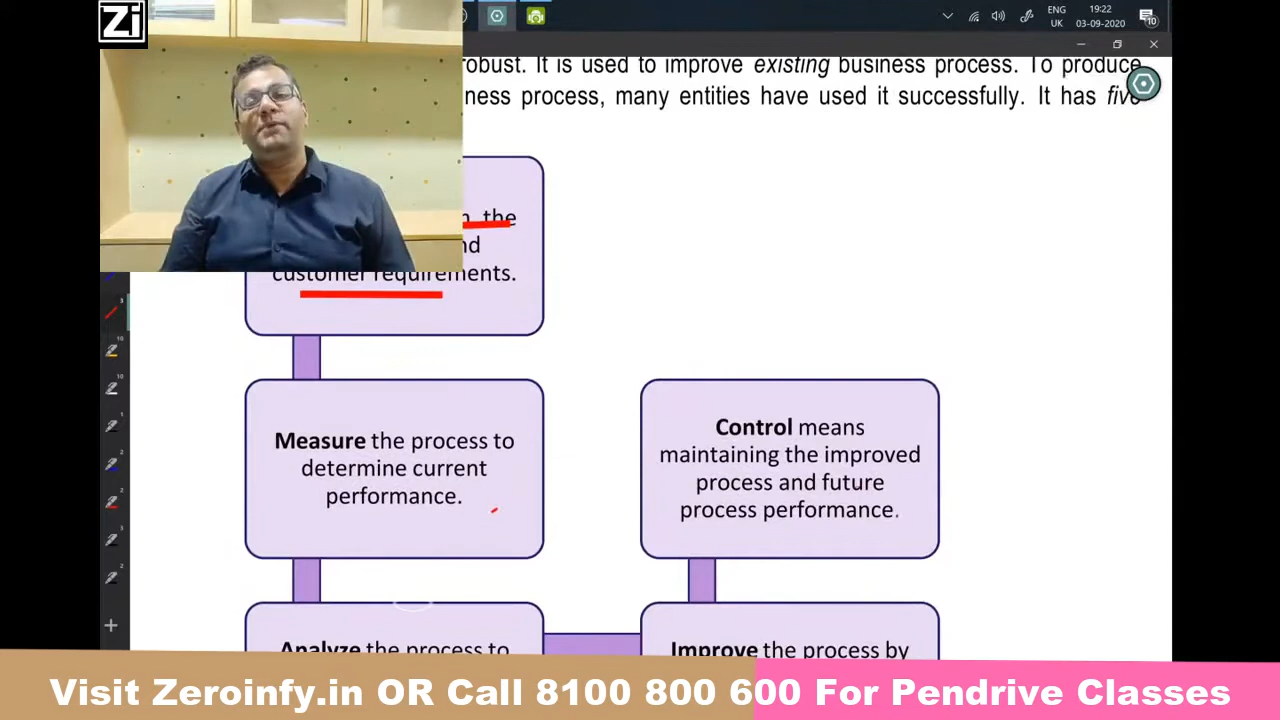 Zi
ENG
UK
19:22
03-09-2020
10
robust. It is used to improve existing business process. To produce
ness process, many entities have used it successfully. It has five
the
customer requirements.
Measure the process to
determine current
performance.
Control means
maintaining the improved
process and future
process performance.
Analyze the process to
Improve the process by
Visit Zeroinfy.in OR Call 8100 800 600 For Pendrive Classes